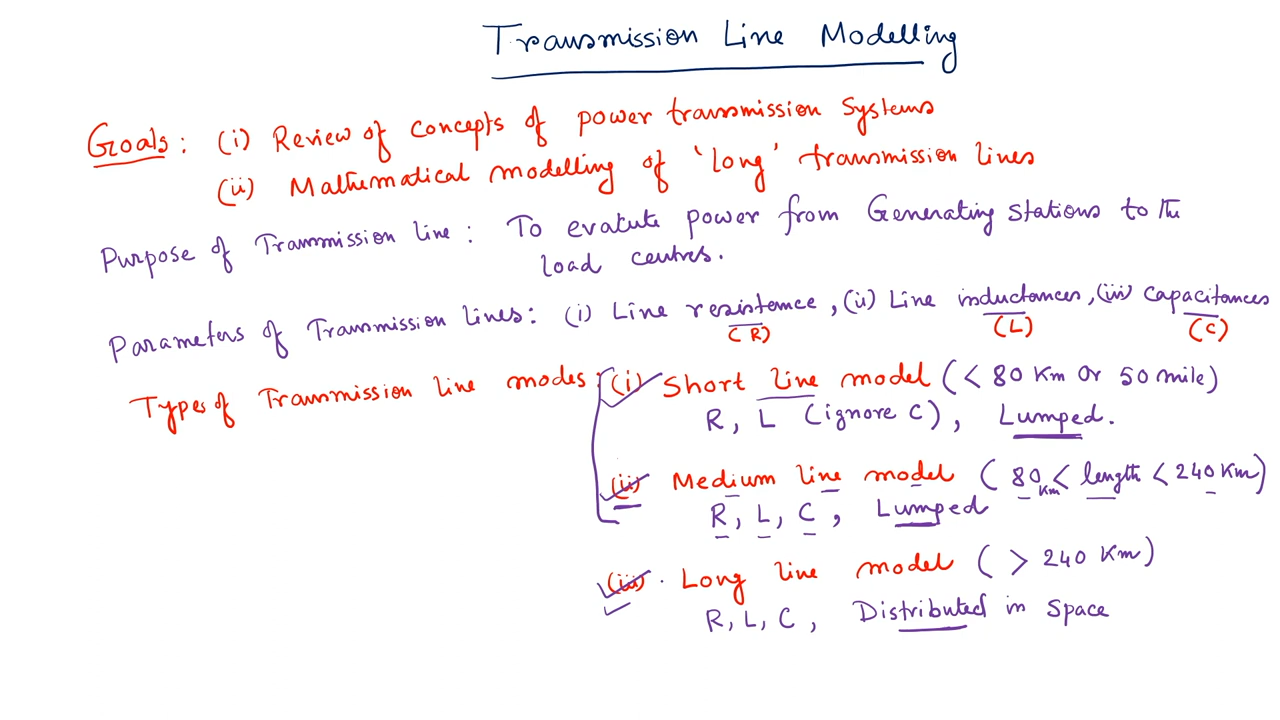 Transmission Line Modelling
Goals: (i) Review of concepts of power transmission systems
(ii) Mathematical modelling of 'long' transmission lines
Purpose of Transmission line: To evacute power from Generating stations to the
load centres.
Parameters of Transmission lines: (i) Line resistance, (ii) Line inductances, (iii) Capacitances
(R) (L) (C)
Types of Transmission line modes: (i) Short line model (< 80 Km or 50 mile)
R, L (ignore C), Lumped.
(ii) Medium line model (80 Km < length < 240 Km)
R, L, C, Lumped
(iii). Long line model (> 240 Km)
R, L, C, Distributed in space